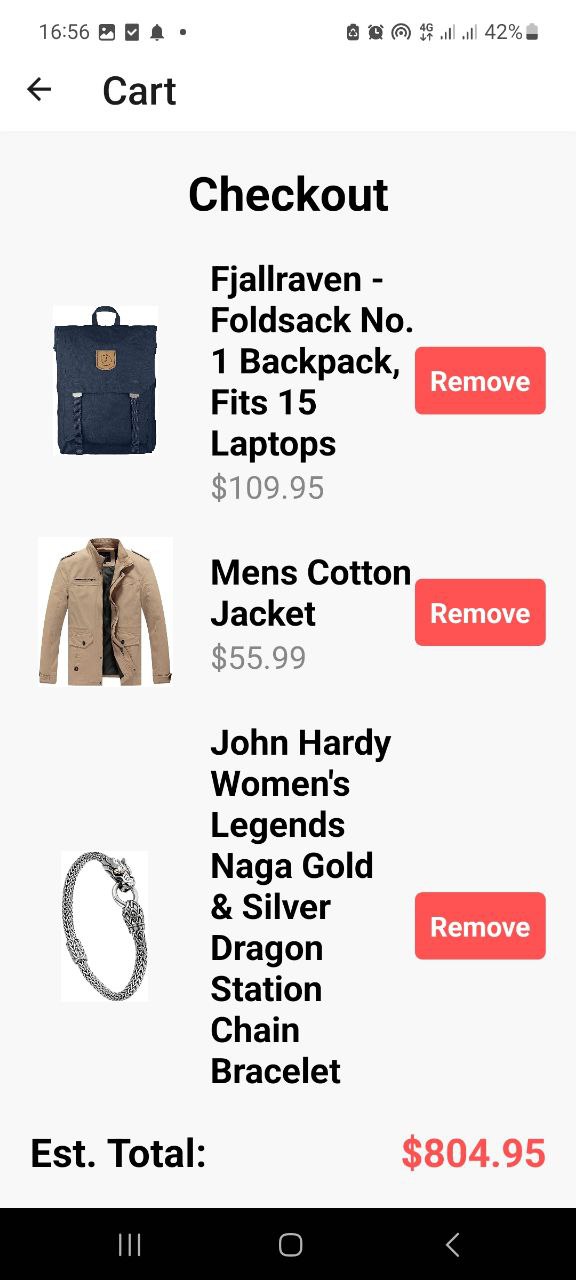 16:56
4G
42%
Cart
Checkout
Fjallraven -
Foldsack No.
1 Backpack,
Fits 15
Laptops
$109.95
Remove
Mens Cotton
Jacket
$55.99
Remove
John Hardy
Women's
Legends
Naga Gold
& Silver
Dragon
Station
Chain
Bracelet
Remove
Est. Total:
$804.95